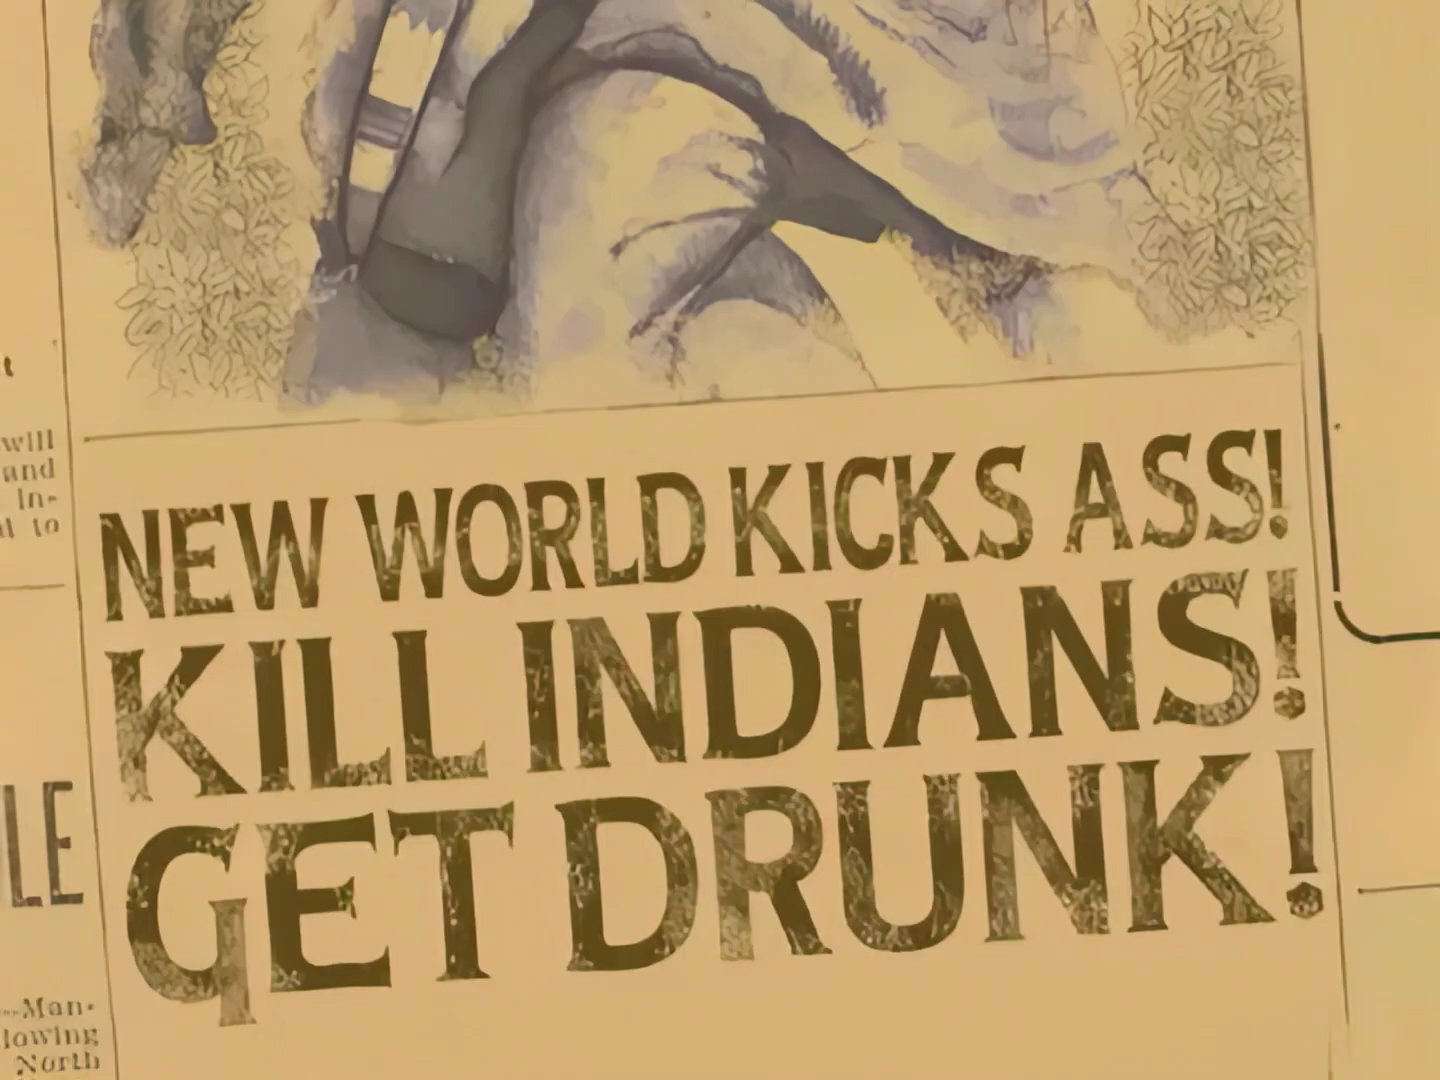 will
and
In-
to
NEW WORLD KICKS ASS!
KILL INDIANS!
GET DRUNK!
LE
Man-
lowing
North